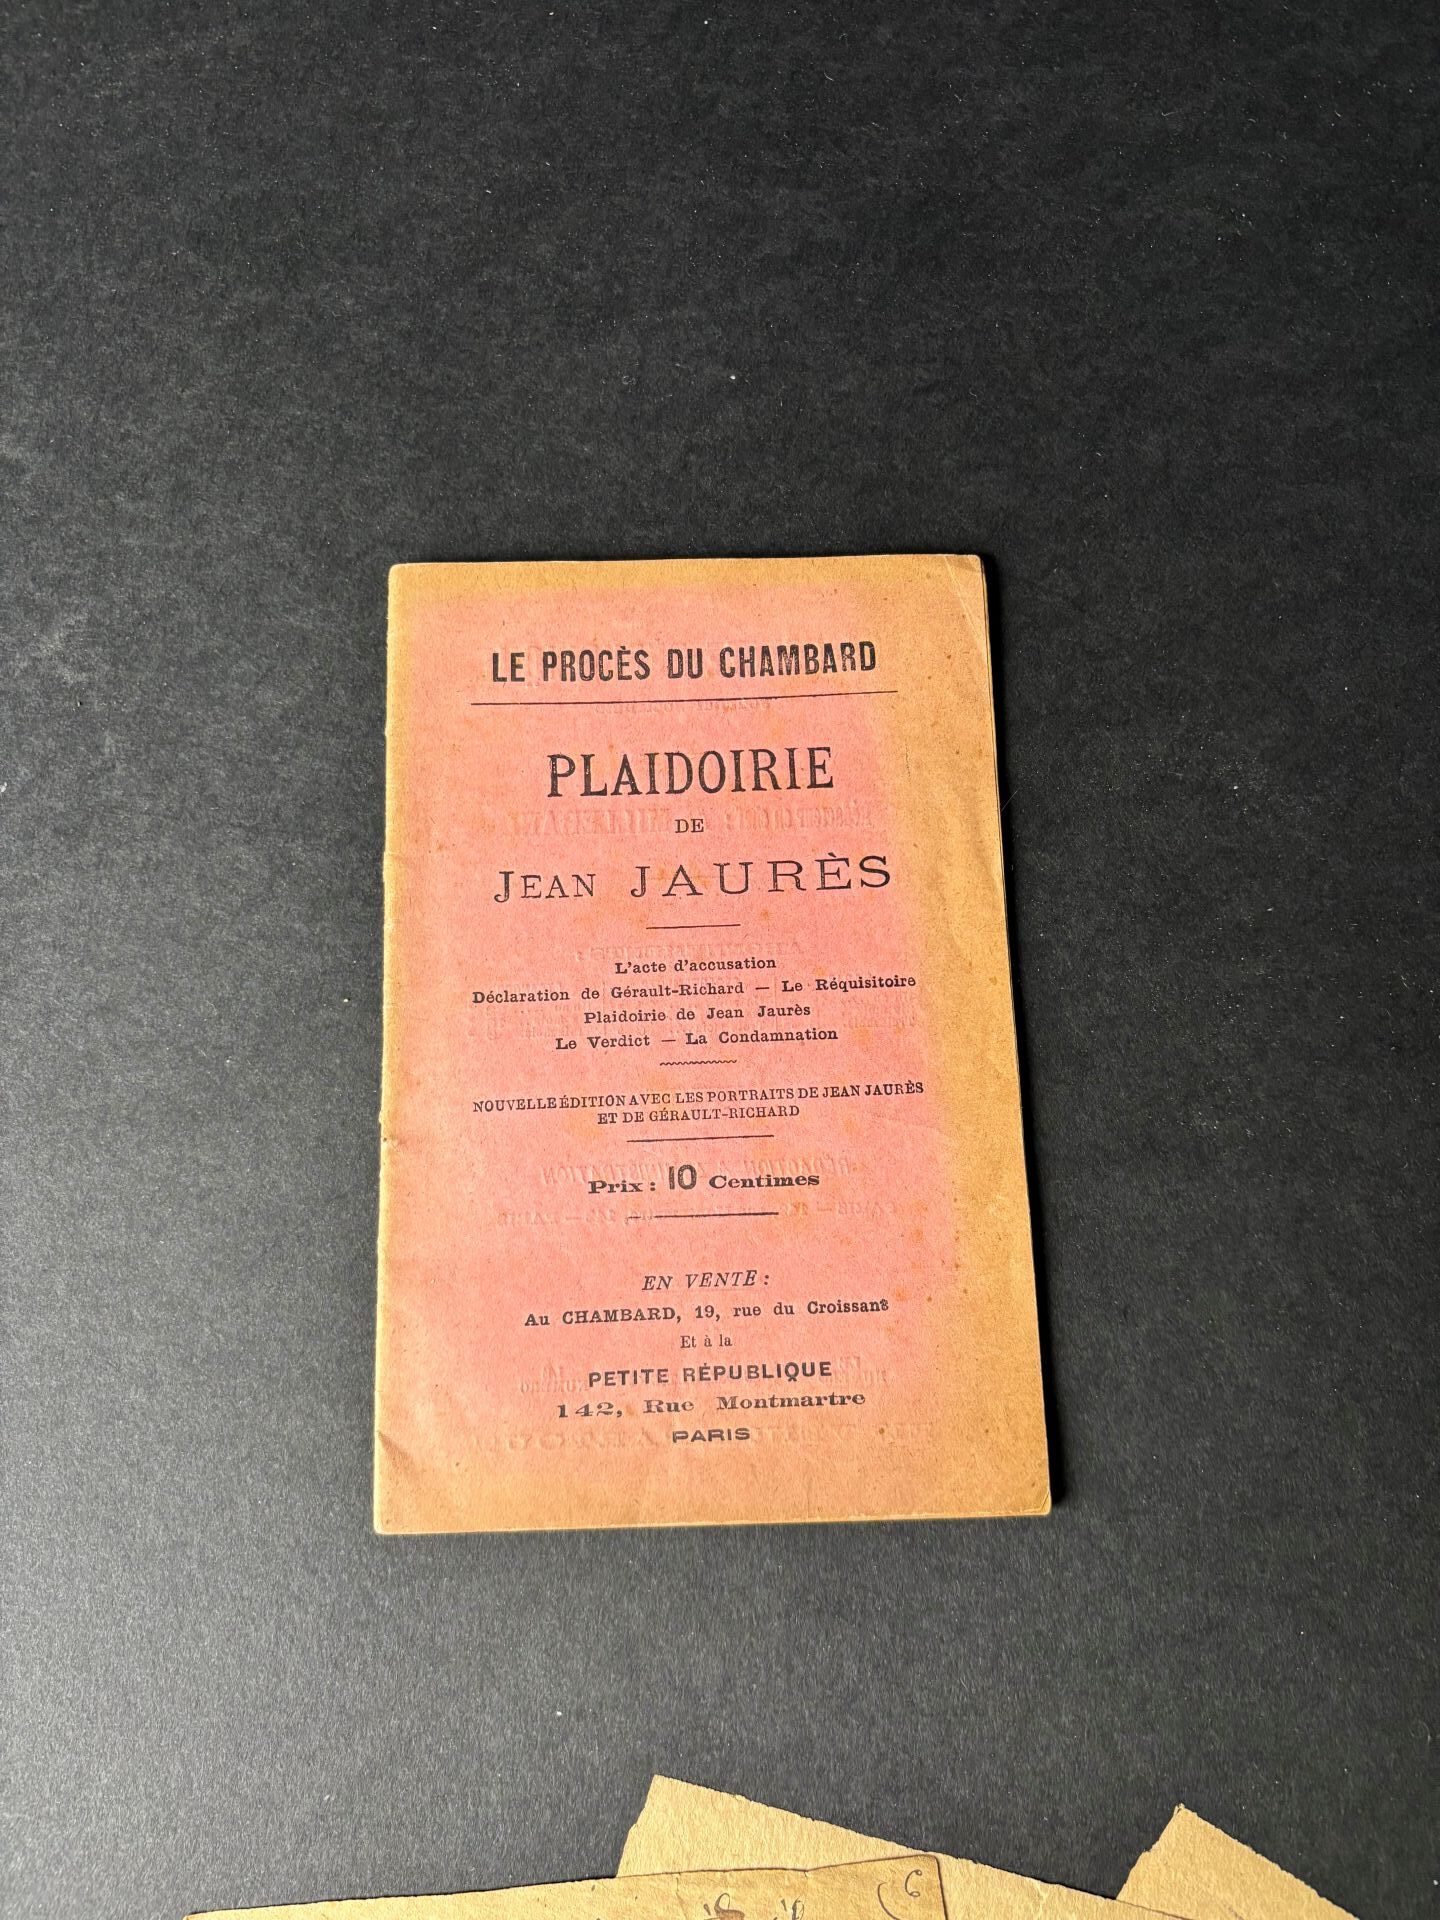 LE PROCÈS DU CHAMBARD
PLAIDOIRIE
DE
JEAN JAURÈS
L'acte d'accusation
Déclaration de Gérault-Richard — Le Réquisitoire
Plaidoirie de Jean Jaurès
Le Verdict — La Condamnation
NOUVELLE ÉDITION AVEC LES PORTRAITS DE JEAN JAURÈS
ET DE GÉRAULT-RICHARD
Prix : 10 Centimes
EN VENTE :
Au CHAMBARD, 19, rue du Croissant
Et à la
PETITE RÉPUBLIQUE
142, Rue Montmartre
PARIS